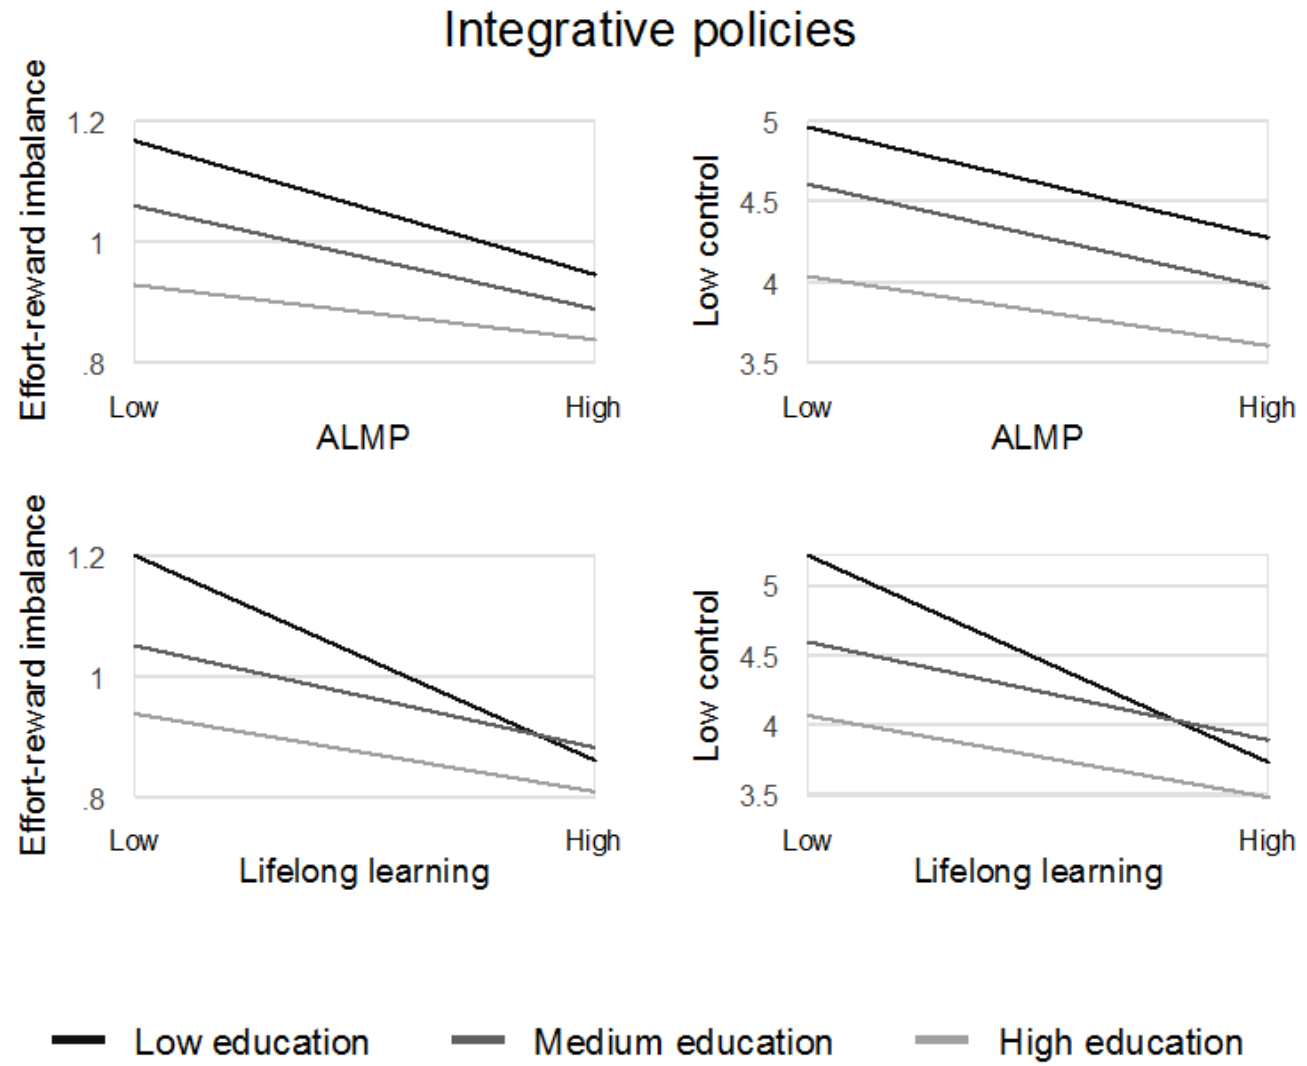 Integrative policies
Effort-reward imbalance
1.2
1
.8
Low
High
ALMP
Low control
5
4.5
4
3.5
Low
High
ALMP
Effort-reward imbalance
1.2
1
.8
Low
High
Lifelong learning
Low control
5
4.5
4
3.5
Low
High
Lifelong learning
Low education
Medium education
High education